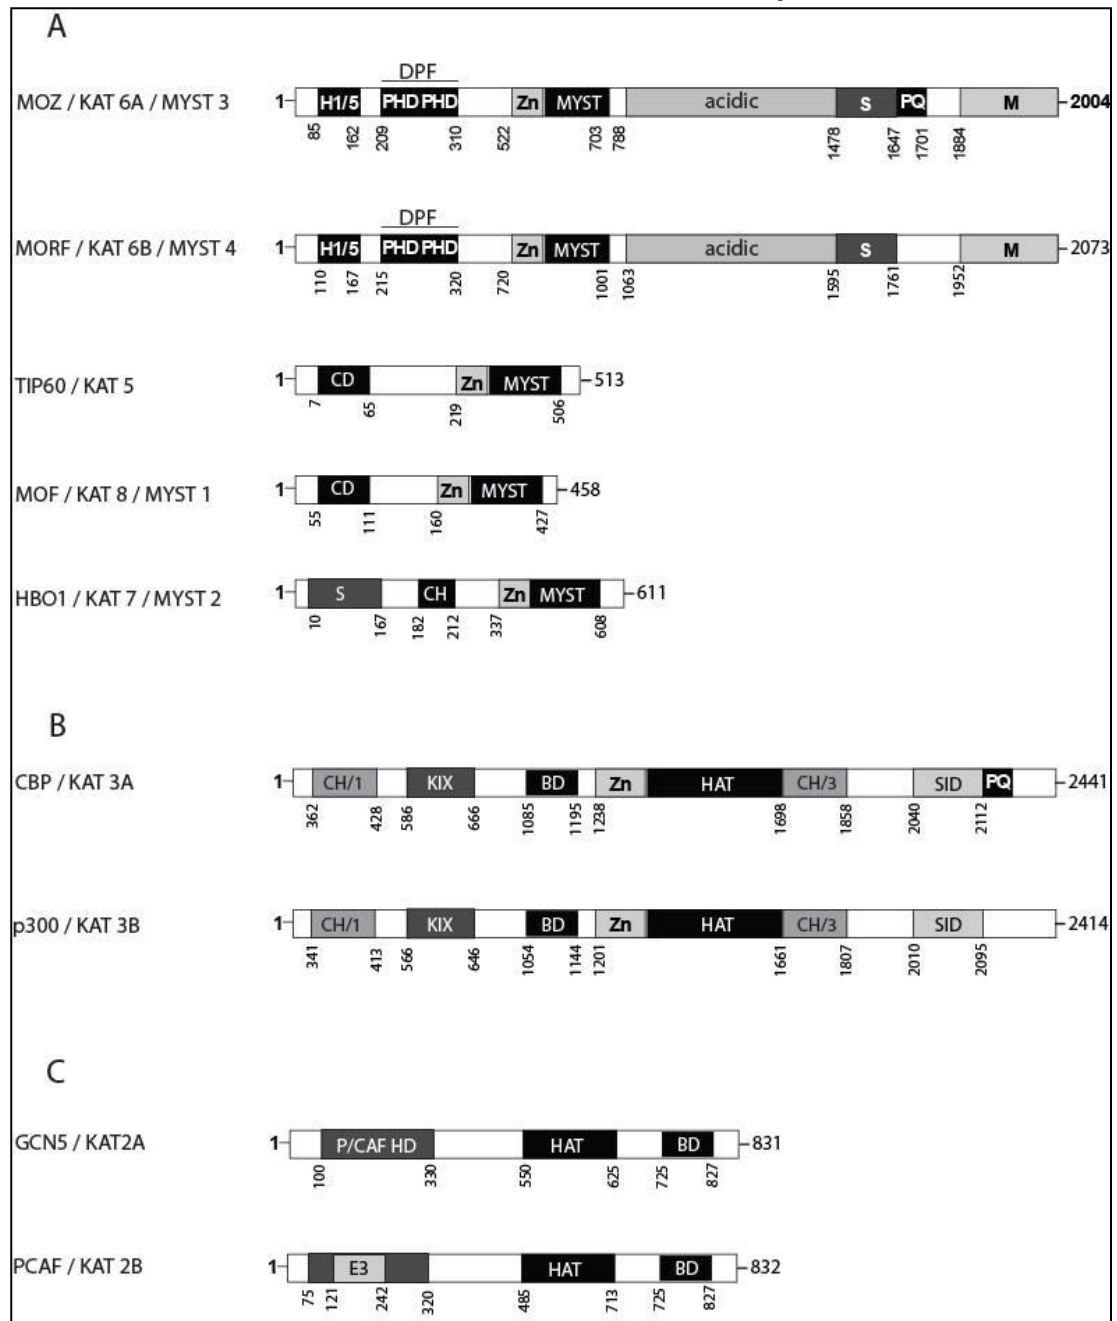 A
DPF
MOZ / KAT 6A / MYST 3 1 H1/5 PHD PHD Zn MYST acidic S PQ M 2004
85 162 209 310 522 703 788 1478 1647 1701 1884
DPF
MORF / KAT 6B / MYST 4 1 H1/5 PHD PHD Zn MYST acidic S M 2073
110 167 215 320 720 1001 1063 1595 1761 1952
TIP60 / KAT 5 1 CD Zn MYST 513
7 65 219 506
MOF / KAT 8 / MYST 1 1 CD Zn MYST 458
55 111 160 427
HBO1 / KAT 7 / MYST 2 1 S CH Zn MYST 611
10 167 182 212 337 608
B
CBP / KAT 3A 1 CH/1 KIX BD Zn HAT CH/3 SID PQ 2441
362 428 586 666 1085 1195 1238 1698 1858 2040 2112
p300 / KAT 3B 1 CH/1 KIX BD Zn HAT CH/3 SID 2414
341 413 566 646 1054 1144 1201 1661 1807 2010 2095
C
GCN5 / KAT2A 1 P/CAF HD HAT BD 831
100 330 550 625 725 827
PCAF / KAT 2B 1 E3 HAT BD 832
75 121 242 320 485 713 725 827